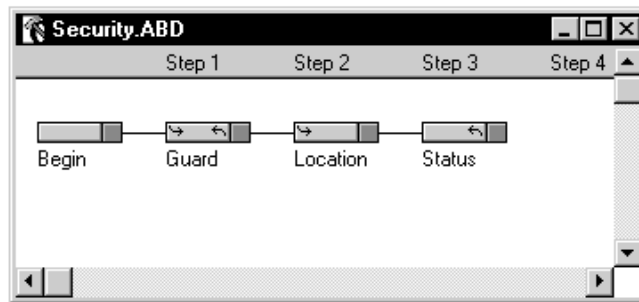 Security.ABD
Step 1 Step 2 Step 3 Step 4
Begin Guard Location Status